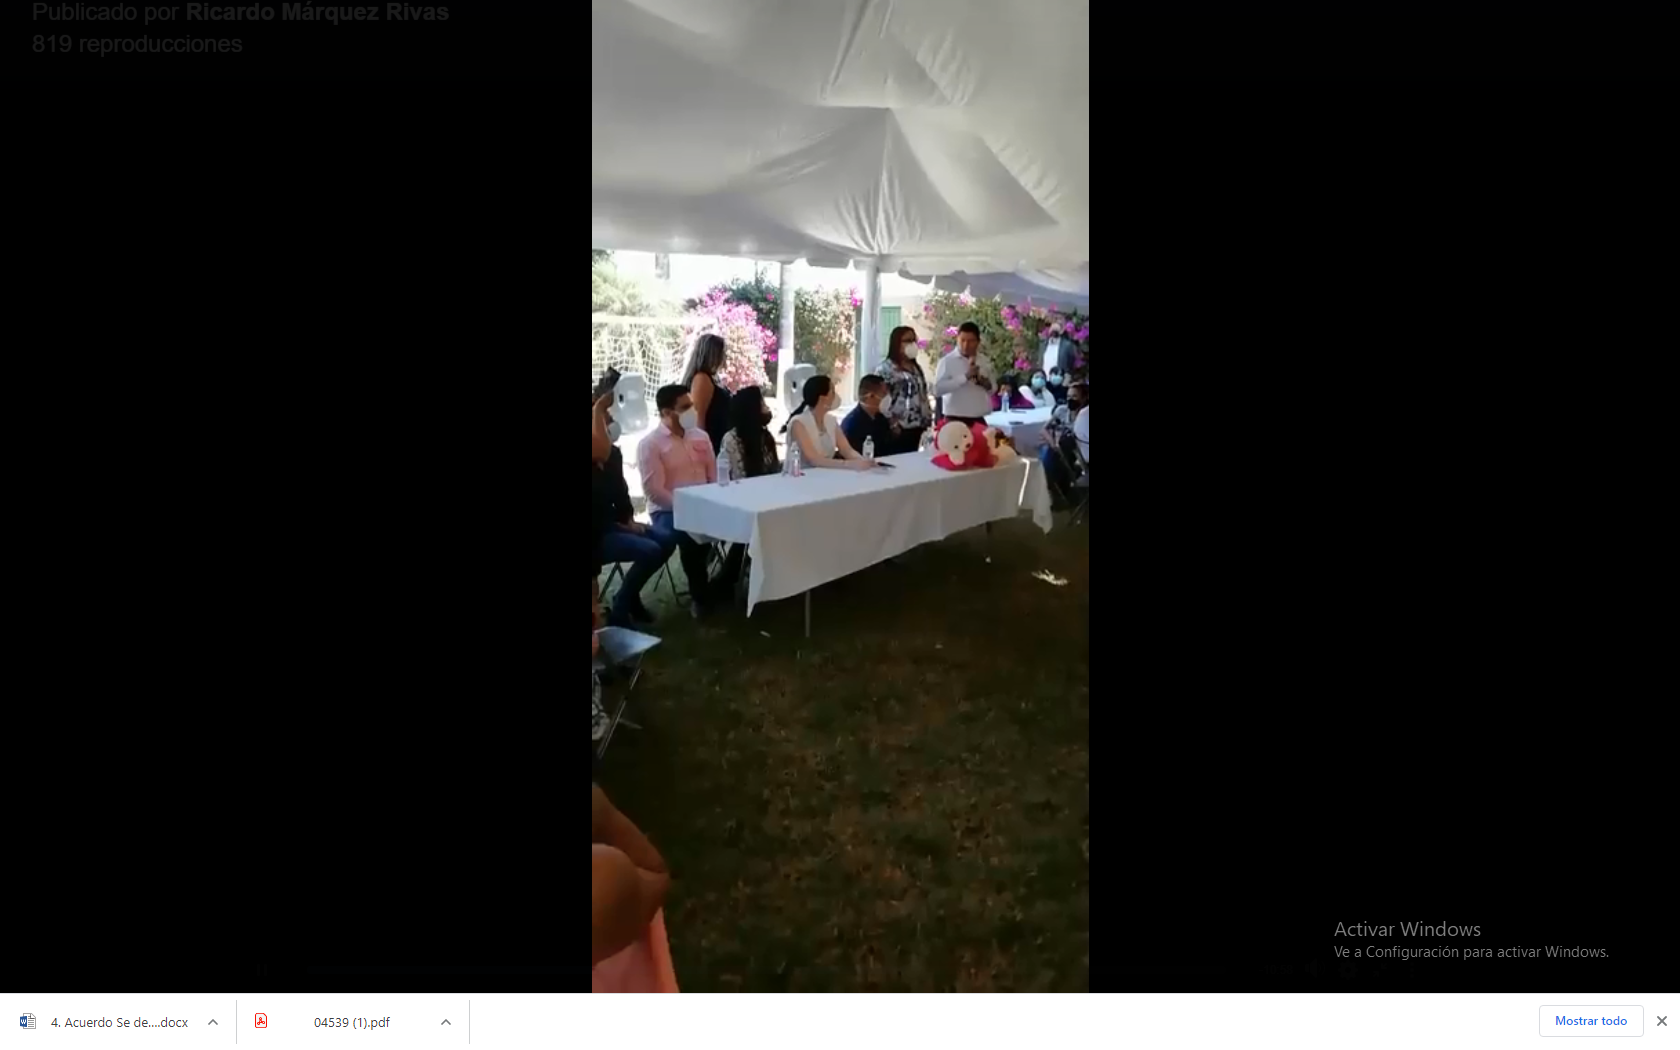 Publicado por Ricardo Márquez Rivas
819 reproducciones
Activar Windows
Ve a Configuración para activar Windows.
4. Acuerdo Se de....docx
04539 (1).pdf
Mostrar todo